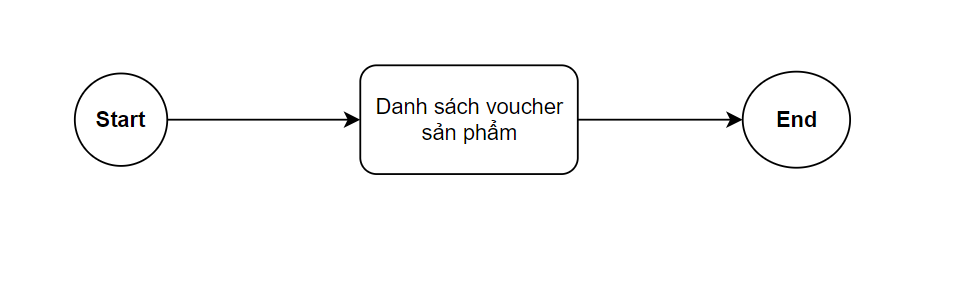 Start
Danh sách voucher
sản phẩm
End